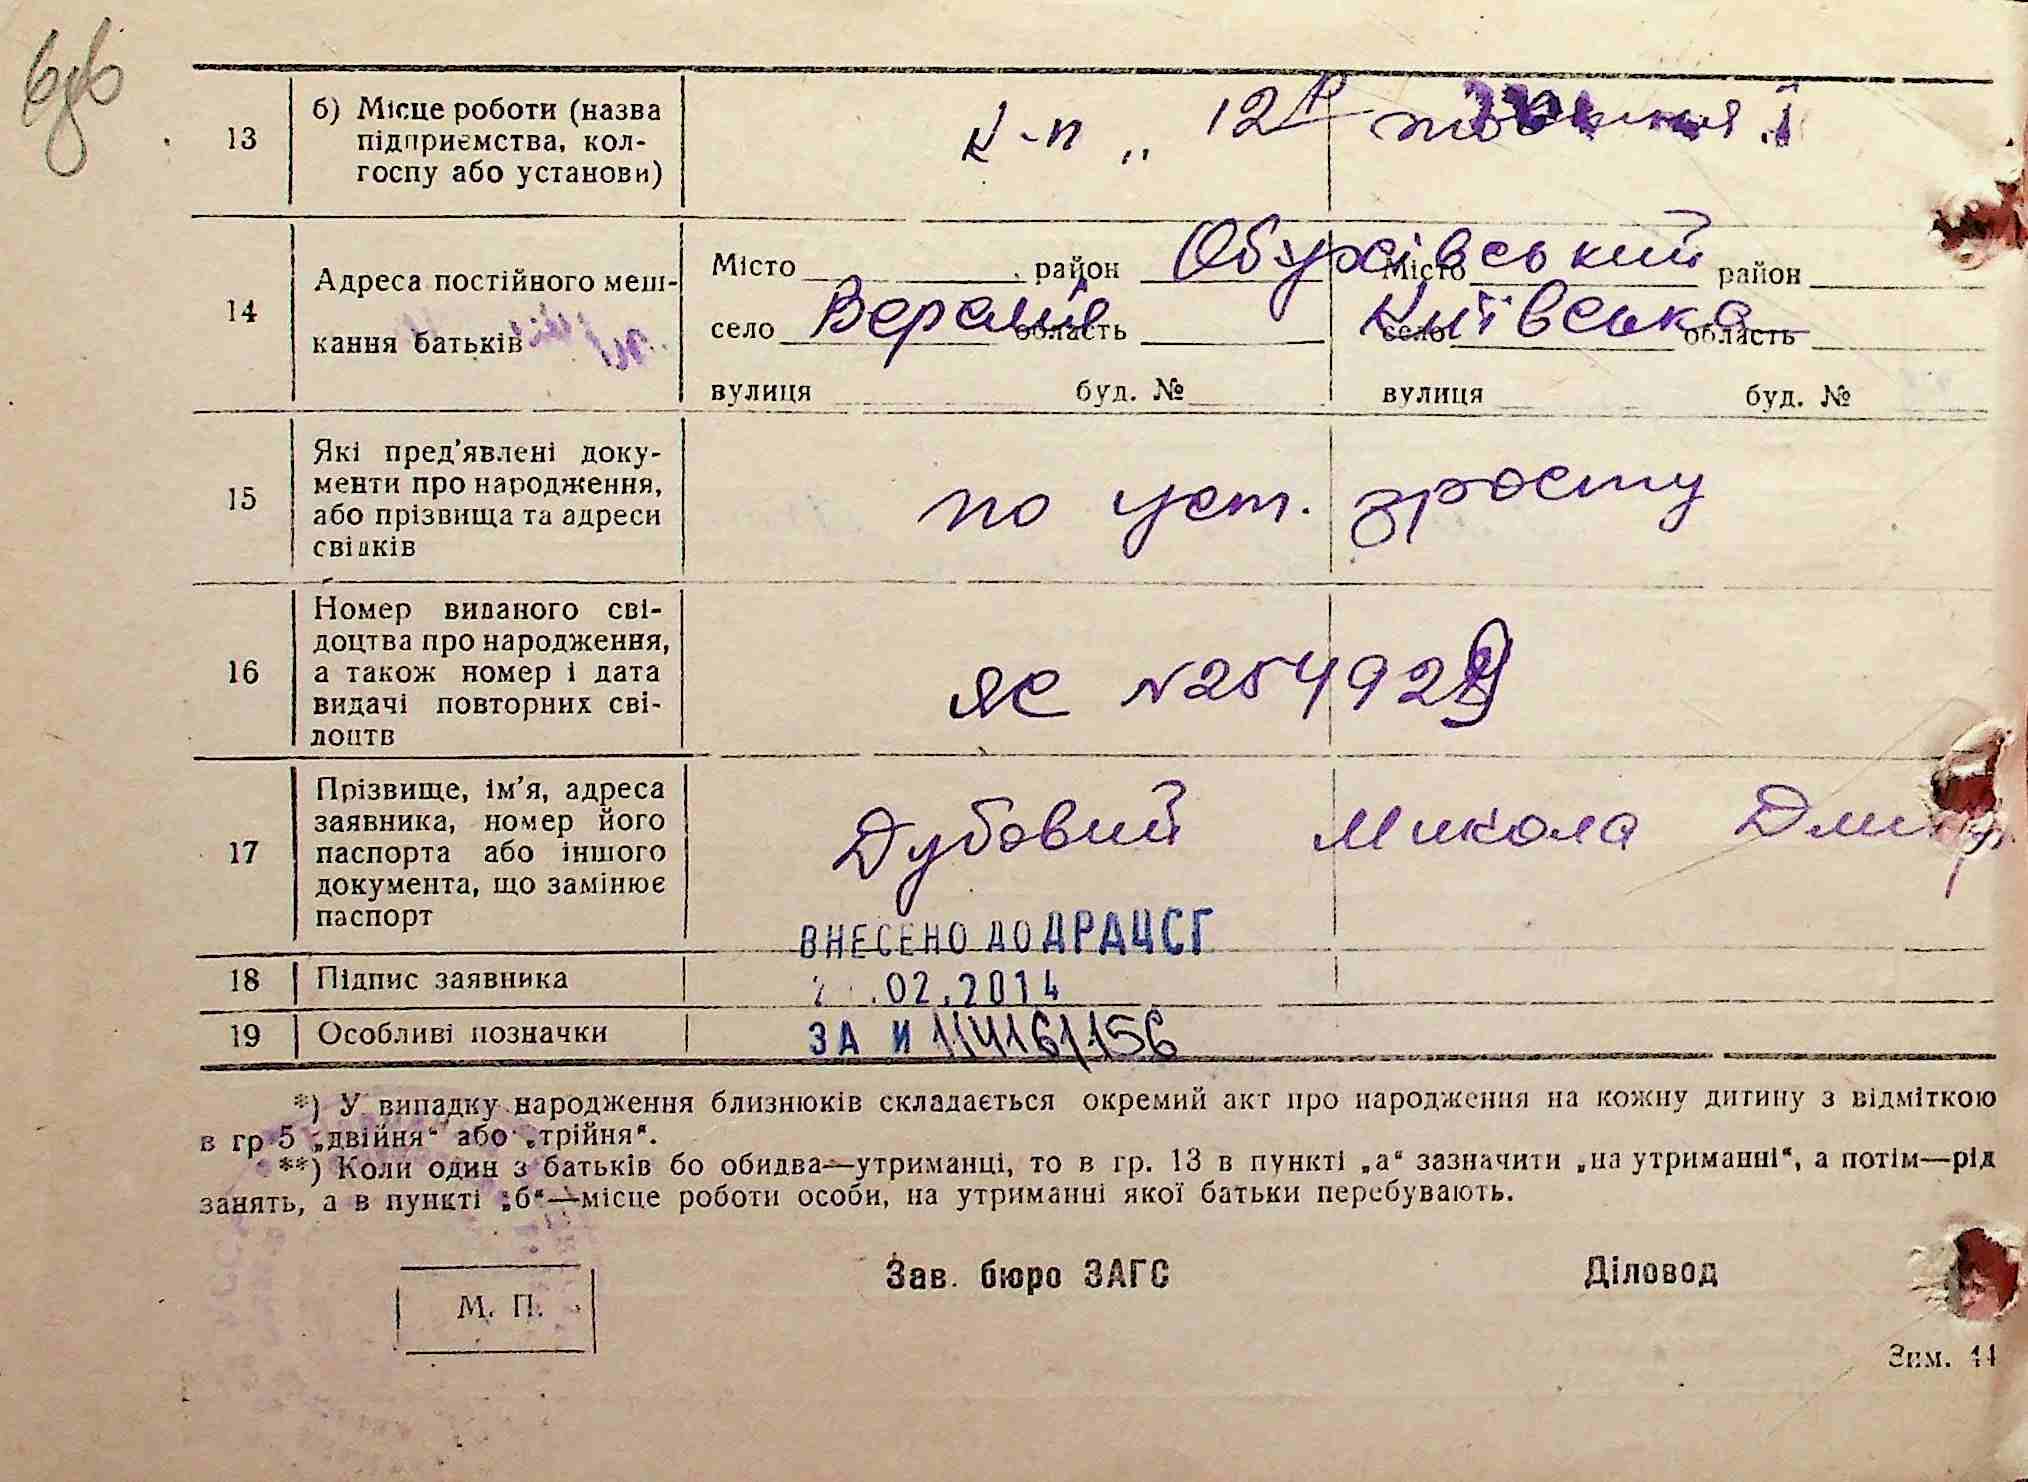 13
б) Місце роботи (назва
підприємства, кол-
госпу або установи)
к-п „ 12 р
14
Адреса постійного меш-
кання батьків
Місто район Обухівський Місто район
село Веремія область Київська село область
вулиця буд. № вулиця буд. №
15
Які пред'явлені доку-
менти про народження,
або прізвища та адреси
свідків
по уст. зросту
16
Номер виданого сві-
доцтва про народження,
а також номер і дата
видачі повторних сві-
доцтв
ЯС №254929
17
Прізвище, ім'я, адреса
заявника, номер його
паспорта або іншого
документа, що замінює
паспорт
Дубовий Микола Дмитр.
ВНЕСЕНО ДО ДРАЦСГ
18 Підпис заявника
.02.2014
19 Особливі позначки
ЗА И 114161156
*) У випадку народження близнюків складається окремий акт про народження на кожну дитину з відміткою
в гр 5 „двійня“ або „трійня“.
**) Коли один з батьків бо обидва—утриманці, то в гр. 13 в пункті „а“ зазначити „на утриманні“, а потім—рід
занять, а в пункті „б“—місце роботи особи, на утриманні якої батьки перебувають.
Зав. бюро ЗАГС Діловод
М. П.
Зим. 44